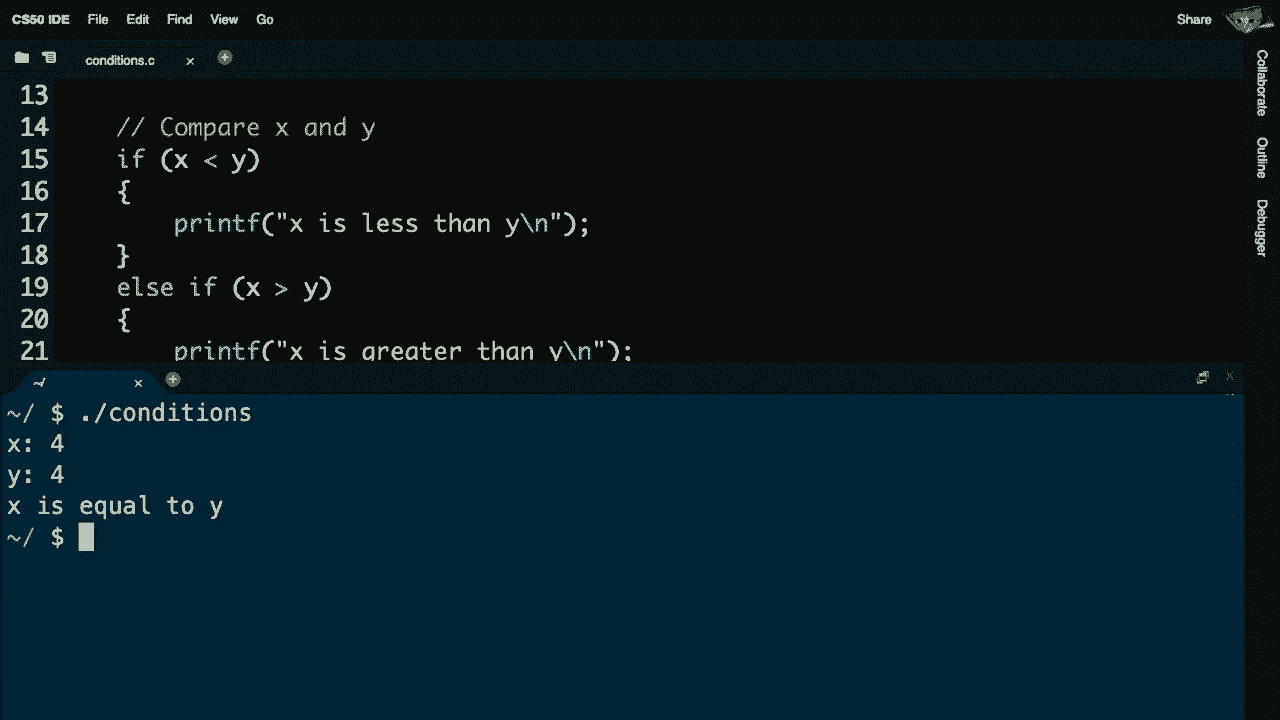 CS50 IDE File Edit Find View Go Share
conditions.c
13
14 // Compare x and y
15 if (x < y)
16 {
17 printf("x is less than y\n");
18 }
19 else if (x > y)
20 {
21 printf("x is greater than y\n");
~/
~/ $ ./conditions
x: 4
y: 4
x is equal to y
~/ $
Collaborate
Outline
Debugger